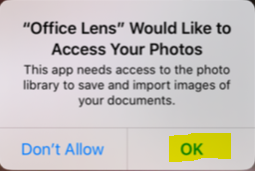 “Office Lens” Would Like to
Access Your Photos
This app needs access to the photo
library to save and import images of
your documents.
Don’t Allow
OK